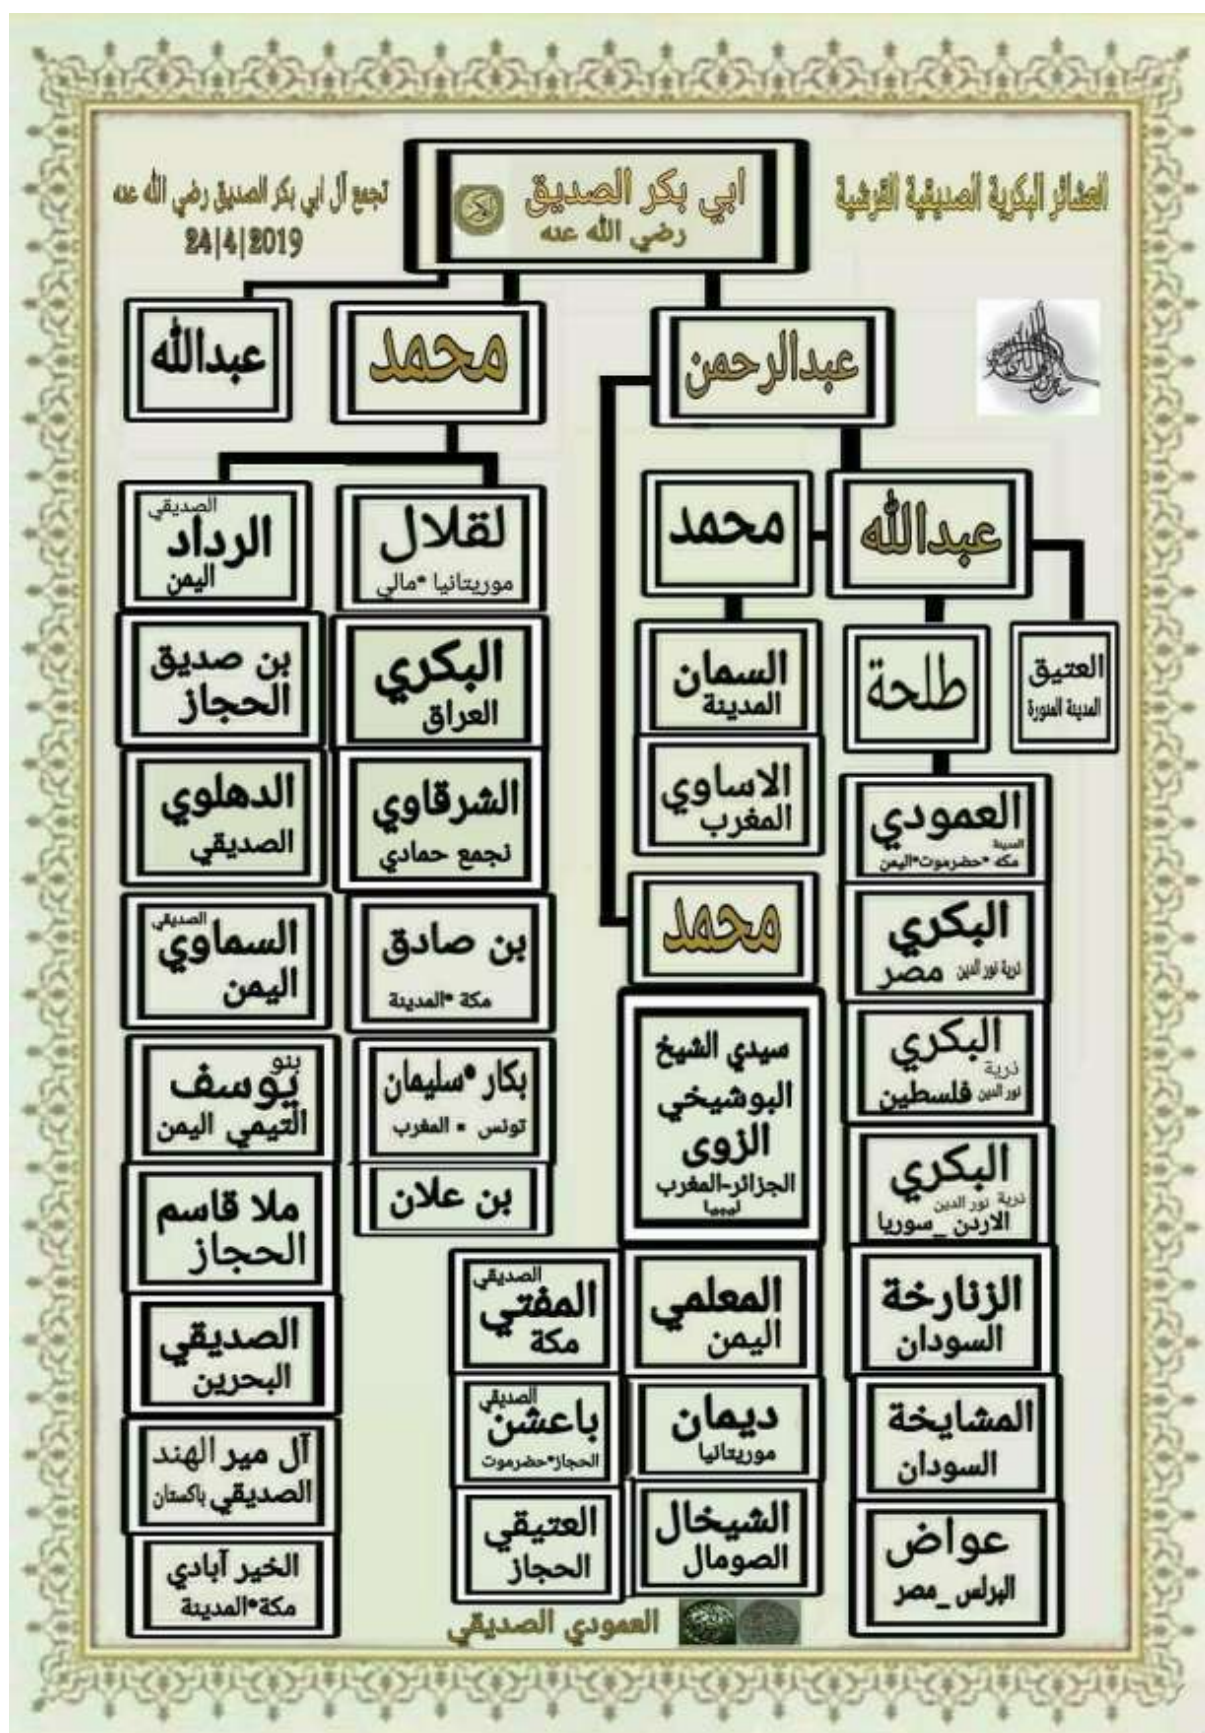 العشائر البكرية الصديقية القرشية
ابي بكر الصديق
رضي الله عنه
تجمع آل ابي بكر الصديق رضي الله عنه
24|4|2019
عبدالرحمن
محمد
عبدالله
عبدالله
محمد
العتيق
المدينة المنورة
طلحة
العمودي
المدينة
مكه *حضرموت*اليمن
البكري
ذرية نور الدين مصر
البكري
ذرية
نور الدين فلسطين
البكري
ذرية نور الدين
الاردن _سوريا
الزنارخة
السودان
المشايخة
السودان
عواض
البرلس _مصر
السمان
المدينة
الاساوي
المغرب
محمد
سيدي الشيخ
البوشيخي
الزوى
الجزائر-المغرب
ليبيا
المعلمي
اليمن
ديمان
موريتانيا
الشيخال
الصومال
الصديقي
المفتي
مكة
الصديقي
باعشن
الحجاز*حضرموت
العتيقي
الحجاز
لقلال
موريتانيا *مالي
البكري
العراق
الشرقاوي
نجمع حمادي
بن صادق
مكة *المدينة
بكار *سليمان
تونس * المغرب
بن علان
الصديقي
الرداد
اليمن
بن صديق
الحجاز
الدهلوي
الصديقي
الصديقي
السماوي
اليمن
بنو
يوسف
التيمي اليمن
ملا قاسم
الحجاز
الصديقي
البحرين
آل مير الهند
الصديقي باكستان
الخير آبادي
مكة*المدينة
العمودي الصديقي